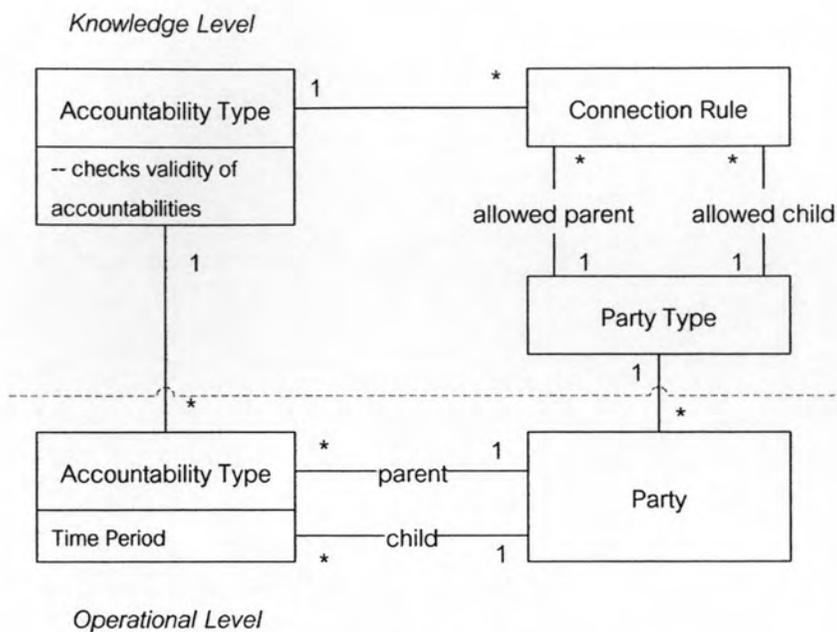 Knowledge Level
Accountability Type
1
*
Connection Rule
-- checks validity of
accountabilities
*
*
allowed parent
allowed child
1
1
1
Party Type
1
*
*
Accountability Type
*
parent
1
Party
Time Period
*
child
1
Operational Level